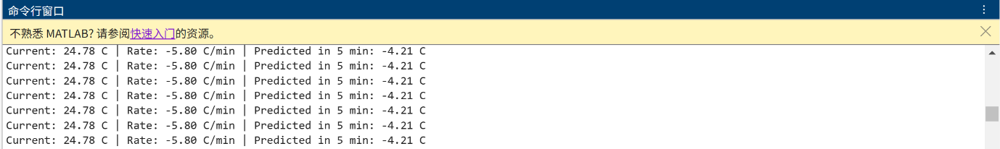 命令行窗口
不熟悉 MATLAB? 请参阅快速入门的资源。
Current: 24.78 C | Rate: -5.80 C/min | Predicted in 5 min: -4.21 C
Current: 24.78 C | Rate: -5.80 C/min | Predicted in 5 min: -4.21 C
Current: 24.78 C | Rate: -5.80 C/min | Predicted in 5 min: -4.21 C
Current: 24.78 C | Rate: -5.80 C/min | Predicted in 5 min: -4.21 C
Current: 24.78 C | Rate: -5.80 C/min | Predicted in 5 min: -4.21 C
Current: 24.78 C | Rate: -5.80 C/min | Predicted in 5 min: -4.21 C
Current: 24.78 C | Rate: -5.80 C/min | Predicted in 5 min: -4.21 C